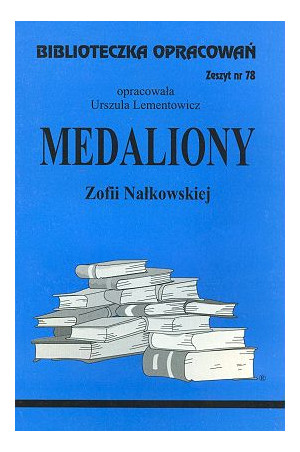 BIBLIOTECZKA OPRACOWAŃ
Zeszyt nr 78
opracowała
Urszula Lementowicz
MEDALIONY
Zofii Nałkowskiej
®